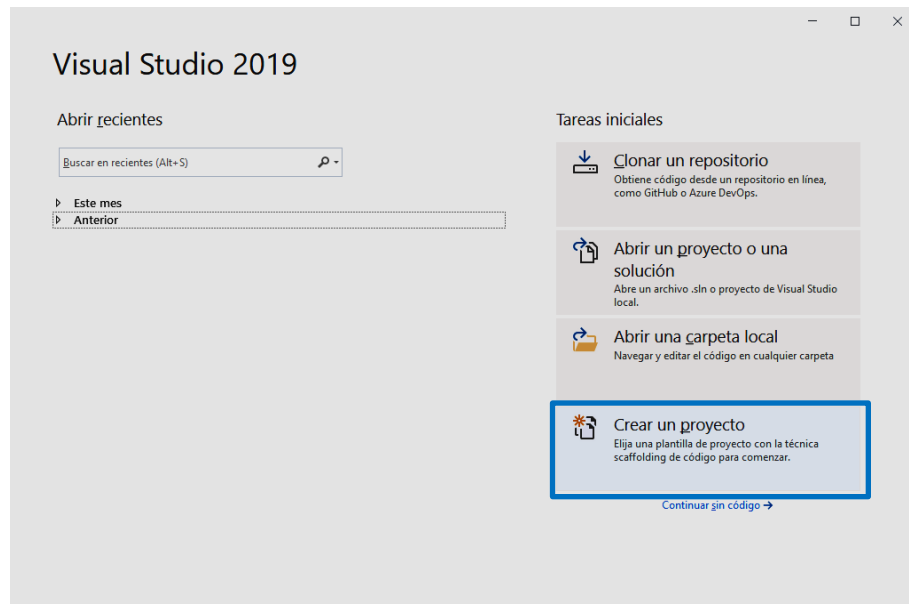 Visual Studio 2019
Abrir recientes
Buscar en recientes (Alt+S)
Este mes
Anterior
Tareas iniciales
Clonar un repositorio
Obtiene código desde un repositorio en línea,
como GitHub o Azure DevOps.
Abrir un proyecto o una
solución
Abre un archivo .sln o proyecto de Visual Studio
local.
Abrir una carpeta local
Navegar y editar el código en cualquier carpeta
Crear un proyecto
Elija una plantilla de proyecto con la técnica
scaffolding de código para comenzar.
Continuar sin código →